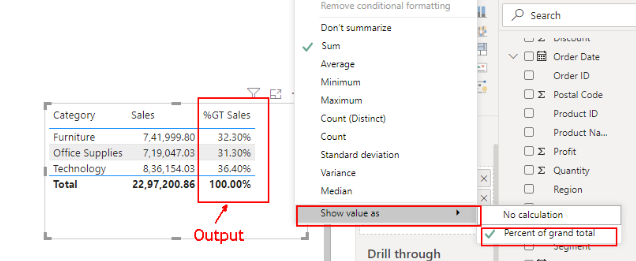 Category Sales %GT Sales
Furniture 7,41,999.80 32.30%
Office Supplies 7,19,047.03 31.30%
Technology 8,36,154.03 36.40%
Total 22,97,200.86 100.00%
Output
Remove conditional formatting
Don't summarize
Sum
Average
Minimum
Maximum
Count (Distinct)
Count
Standard deviation
Variance
Median
Show value as
No calculation
Percent of grand total
Drill through
Search
Discount
Order Date
Order ID
Postal Code
Product ID
Product Na...
Profit
Quantity
Region
Segment